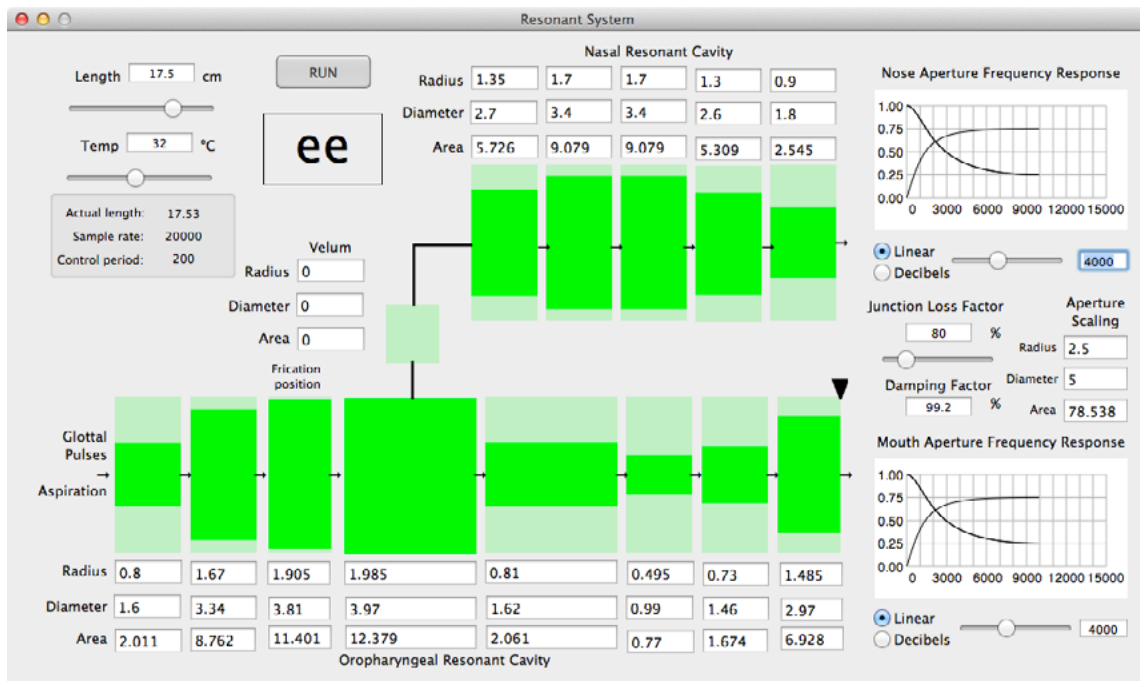 Resonant System
Length 17.5 cm
RUN
Temp 32 °C
ee
Actual length: 17.53
Sample rate: 20000
Control period: 200
Velum
Radius 0
Diameter 0
Area 0
Nasal Resonant Cavity
Radius 1.35 1.7 1.7 1.3 0.9
Diameter 2.7 3.4 3.4 2.6 1.8
Area 5.726 9.079 9.079 5.309 2.545
Nose Aperture Frequency Response
1.00
0.75
0.50
0.25
0.00
0 3000 6000 9000 12000 15000
Linear
Decibels
4000
Junction Loss Factor
80 %
Damping Factor
99.2 %
Aperture
Scaling
Radius 2.5
Diameter 5
Area 78.538
Frication
position
Glottal
Pulses
Aspiration
Radius 0.8 1.67 1.905 1.985 0.81 0.495 0.73 1.485
Diameter 1.6 3.34 3.81 3.97 1.62 0.99 1.46 2.97
Area 2.011 8.762 11.401 12.379 2.061 0.77 1.674 6.928
Oropharyngeal Resonant Cavity
Mouth Aperture Frequency Response
1.00
0.75
0.50
0.25
0.00
0 3000 6000 9000 12000 15000
Linear
Decibels
4000